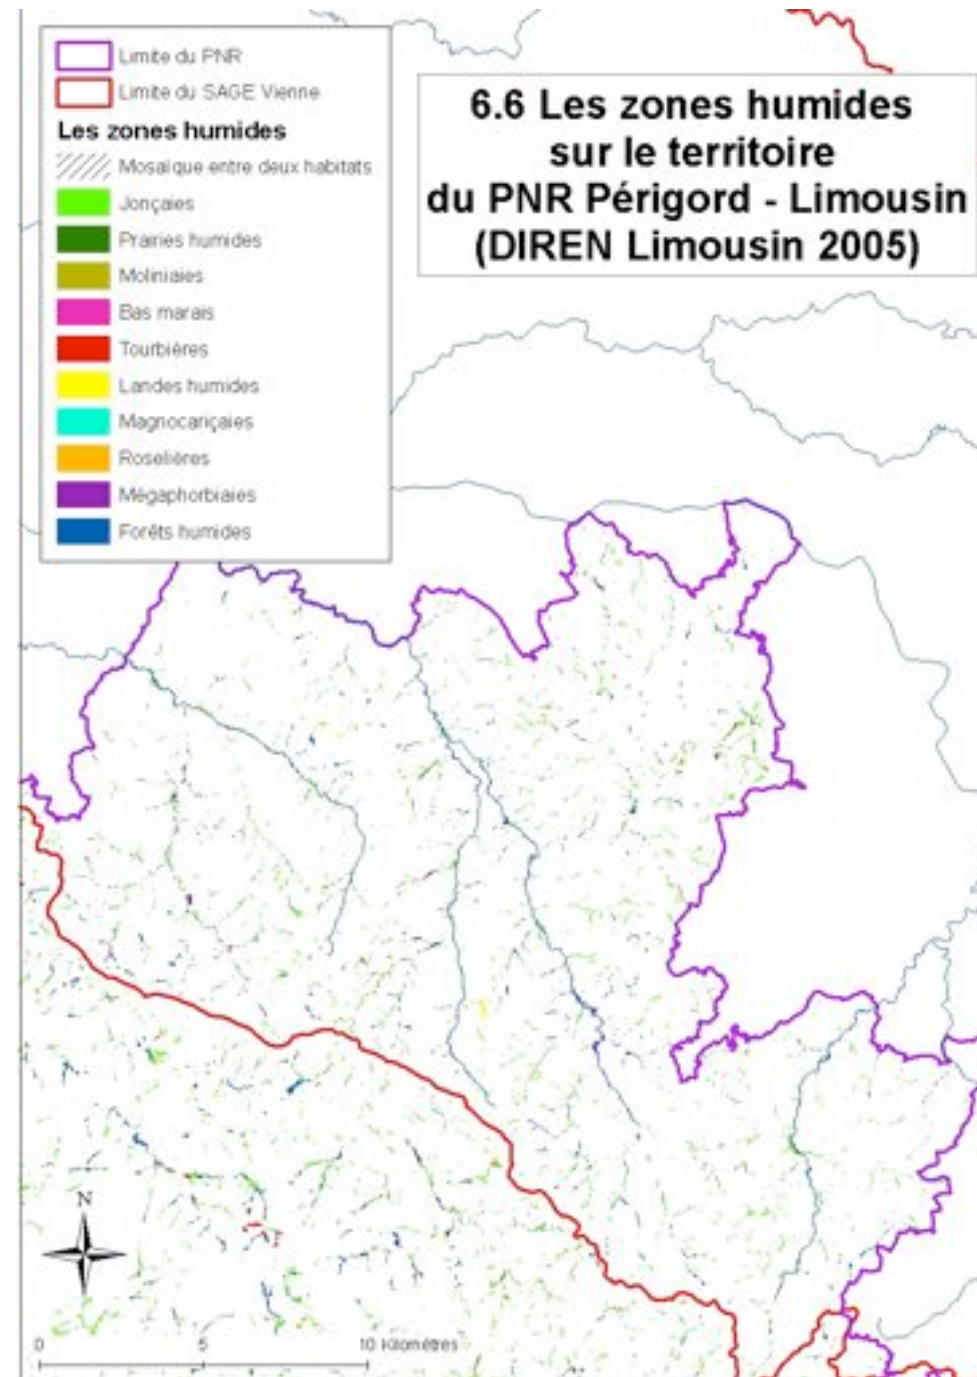 Limite du PNR
Limite du SAGE Vienne
Les zones humides
Mosaïque entre deux habitats
Jonçaies
Prairies humides
Moliniaies
Bas marais
Tourbières
Landes humides
Magnocariçaies
Roselières
Mégaphorbiaies
Forêts humides
6.6 Les zones humides
sur le territoire
du PNR Périgord - Limousin
(DIREN Limousin 2005)
N
0 5 10 Kilomètres